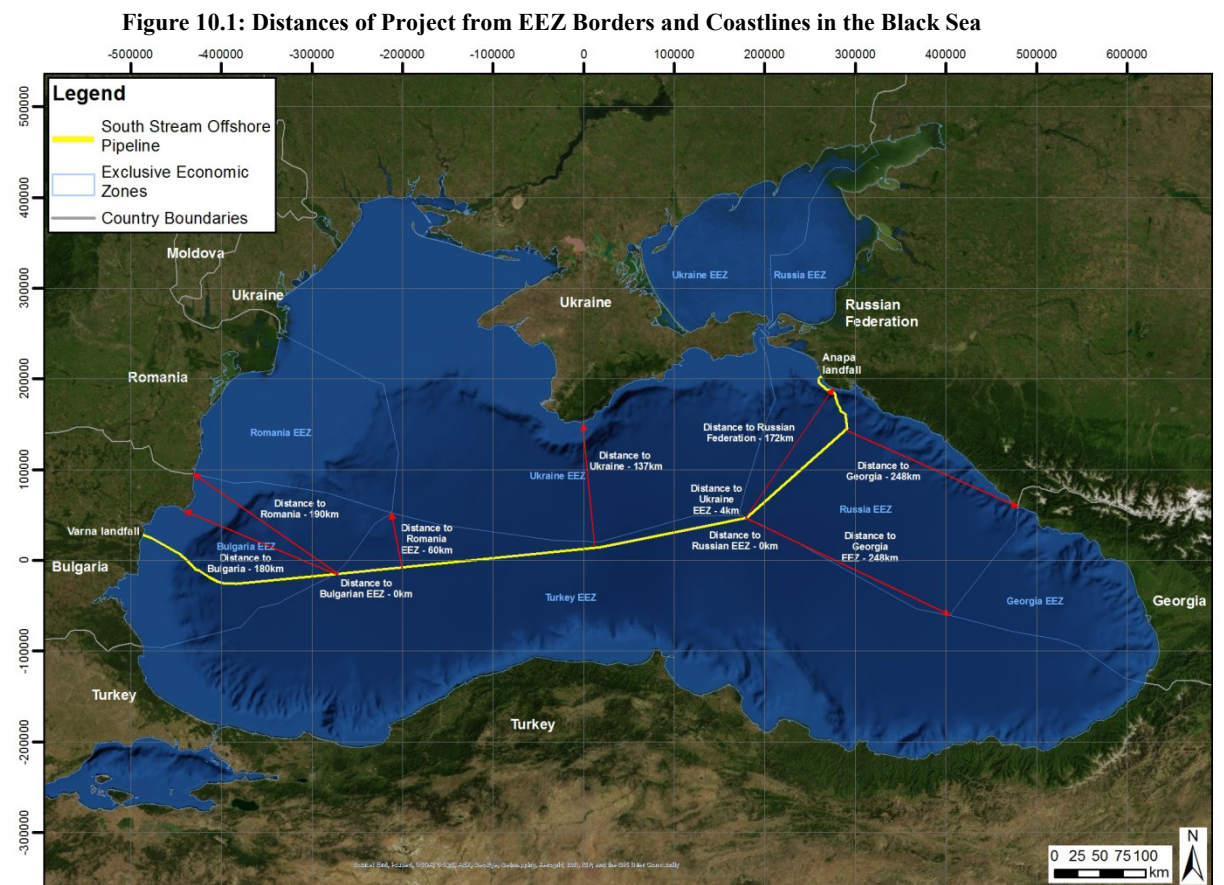 Figure 10.1: Distances of Project from EEZ Borders and Coastlines in the Black Sea
-500000 -400000 -300000 -200000 -100000 0 100000 200000 300000 400000 500000 600000
Legend
South Stream Offshore
Pipeline
Exclusive Economic
Zones
Country Boundaries
500000
400000
300000
200000
100000
0
-100000
-200000
-300000
Moldova
Ukraine
Ukraine
Ukraine EEZ
Russia EEZ
Russian
Federation
Anapa
landfall
Romania
Romania EEZ
Distance to Russian
Federation - 172km
Distance to
Ukraine - 137km
Ukraine EEZ
Distance to
Georgia - 248km
Distance to
Romania - 190km
Distance to
Ukraine
EEZ - 4km
Russia EEZ
Varna landfall
Distance to
Romania
EEZ - 60km
Distance to
Russian EEZ - 0km
Distance to
Georgia
EEZ - 248km
Bulgaria EEZ
Distance to
Bulgaria - 180km
Bulgaria
Distance to
Bulgarian EEZ - 0km
Turkey EEZ
Georgia EEZ
Georgia
Turkey
Turkey
N
0 25 50 75 100
km